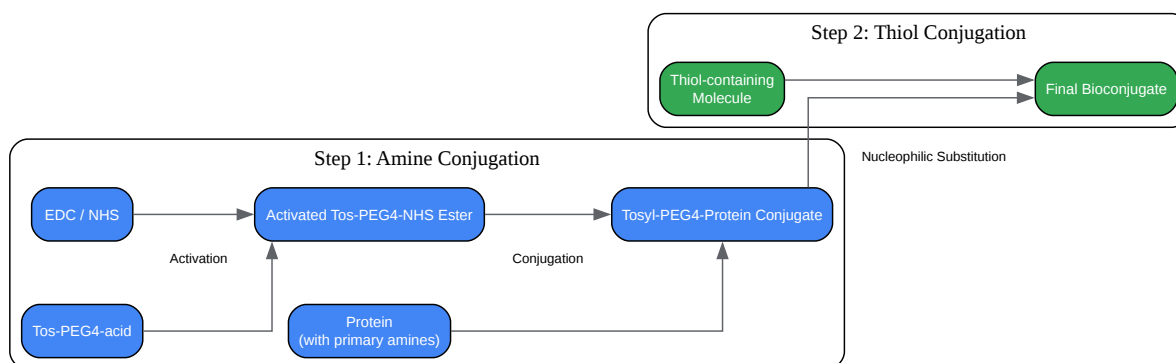 Step 2: Thiol Conjugation
Thiol-containing
Molecule
Final Bioconjugate
Step 1: Amine Conjugation
Nucleophilic Substitution
EDC / NHS
Activated Tos-PEG4-NHS Ester
Tosyl-PEG4-Protein Conjugate
Activation
Conjugation
Tos-PEG4-acid
Protein
(with primary amines)